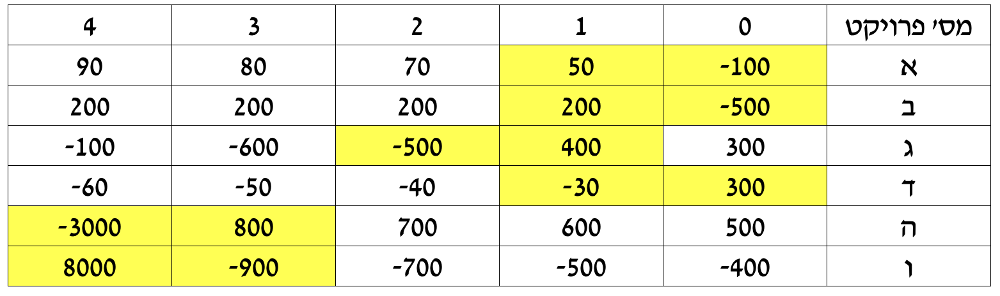 מס' פרויקט 0 1 2 3 4
א -100 50 70 80 90
ב -500 200 200 200 200
ג 300 400 -500 -600 -100
ד 300 -30 -40 -50 -60
ה 500 600 700 800 -3000
ו -400 -500 -700 -900 8000